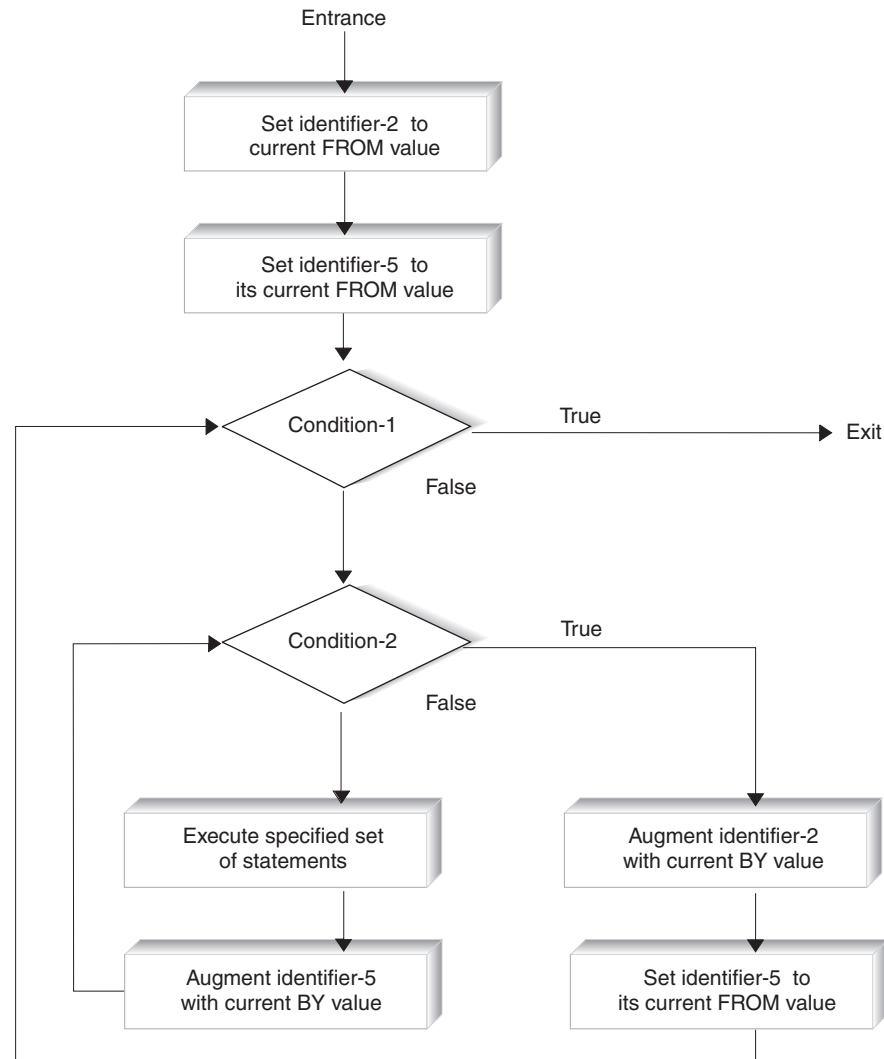 Entrance
Set identifier-2 to
current FROM value
Set identifier-5 to
its current FROM value
Condition-1
True
Exit
False
Condition-2
True
False
Execute specified set
of statements
Augment identifier-2
with current BY value
Augment identifier-5
with current BY value
Set identifier-5 to
its current FROM value